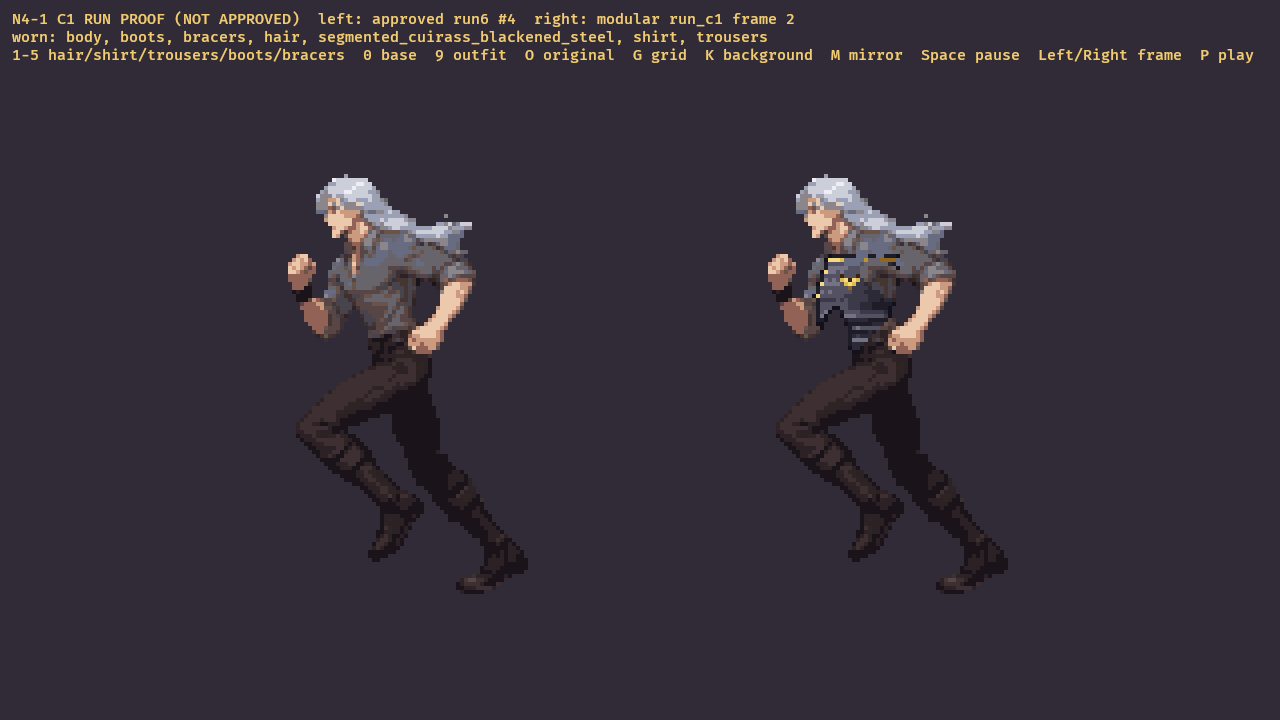 N4-1 C1 RUN PROOF (NOT APPROVED)  left: approved run6 #4  right: modular run_c1 frame 2
worn: body, boots, bracers, hair, segmented_cuirass_blackened_steel, shirt, trousers
1-5 hair/shirt/trousers/boots/bracers  0 base  9 outfit  O original  G grid  K background  M mirror  Space pause  Left/Right frame  P play